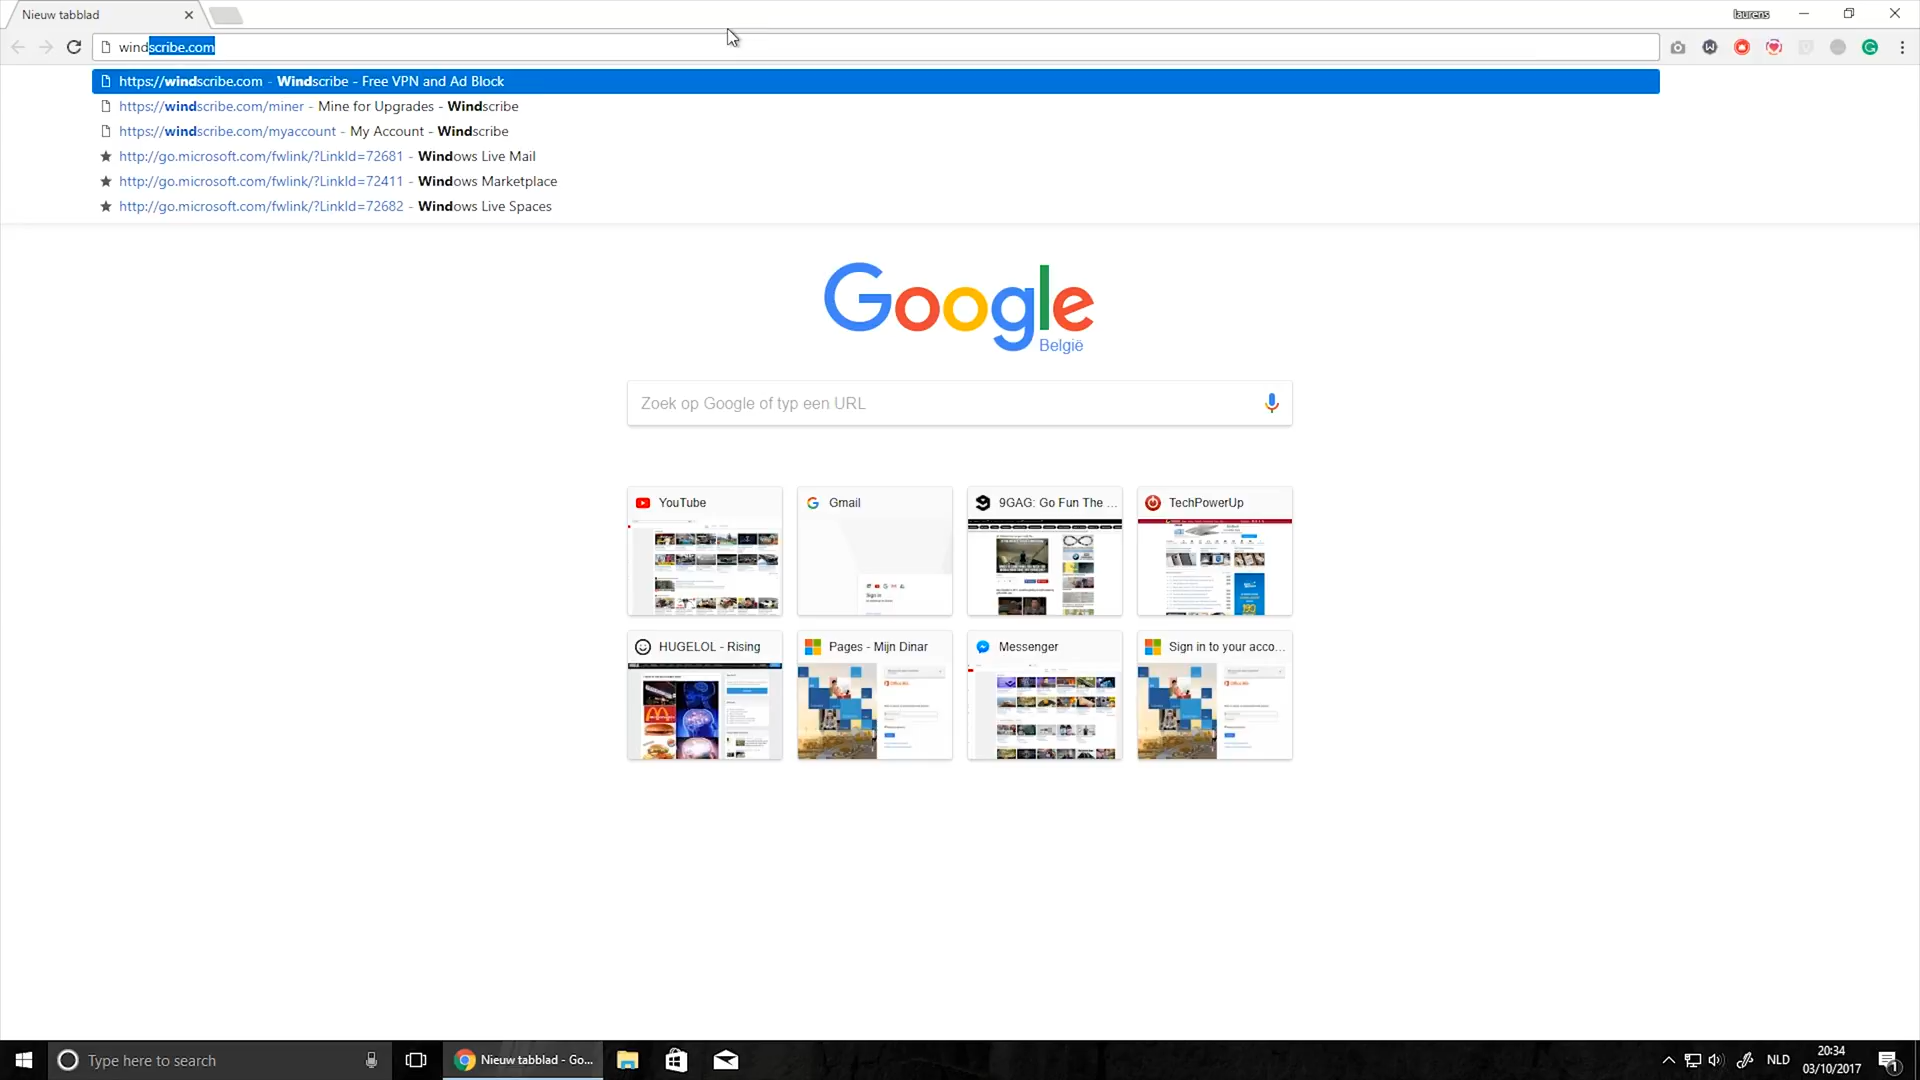 Nieuw tabblad
laurens
windscribe.com
https://windscribe.com - Windscribe - Free VPN and Ad Block
https://windscribe.com/miner - Mine for Upgrades - Windscribe
https://windscribe.com/myaccount - My Account - Windscribe
http://go.microsoft.com/fwlink/?LinkId=72681 - Windows Live Mail
http://go.microsoft.com/fwlink/?LinkId=72411 - Windows Marketplace
http://go.microsoft.com/fwlink/?LinkId=72682 - Windows Live Spaces
Google
België
Zoek op Google of typ een URL
YouTube
Gmail
9GAG: Go Fun The ...
TechPowerUp
Sign in
HUGELOL - Rising
Pages - Mijn Dinar
Messenger
Sign in to your acco...
Type here to search
Nieuw tabblad - Go...
NLD
20:34
03/10/2017
1